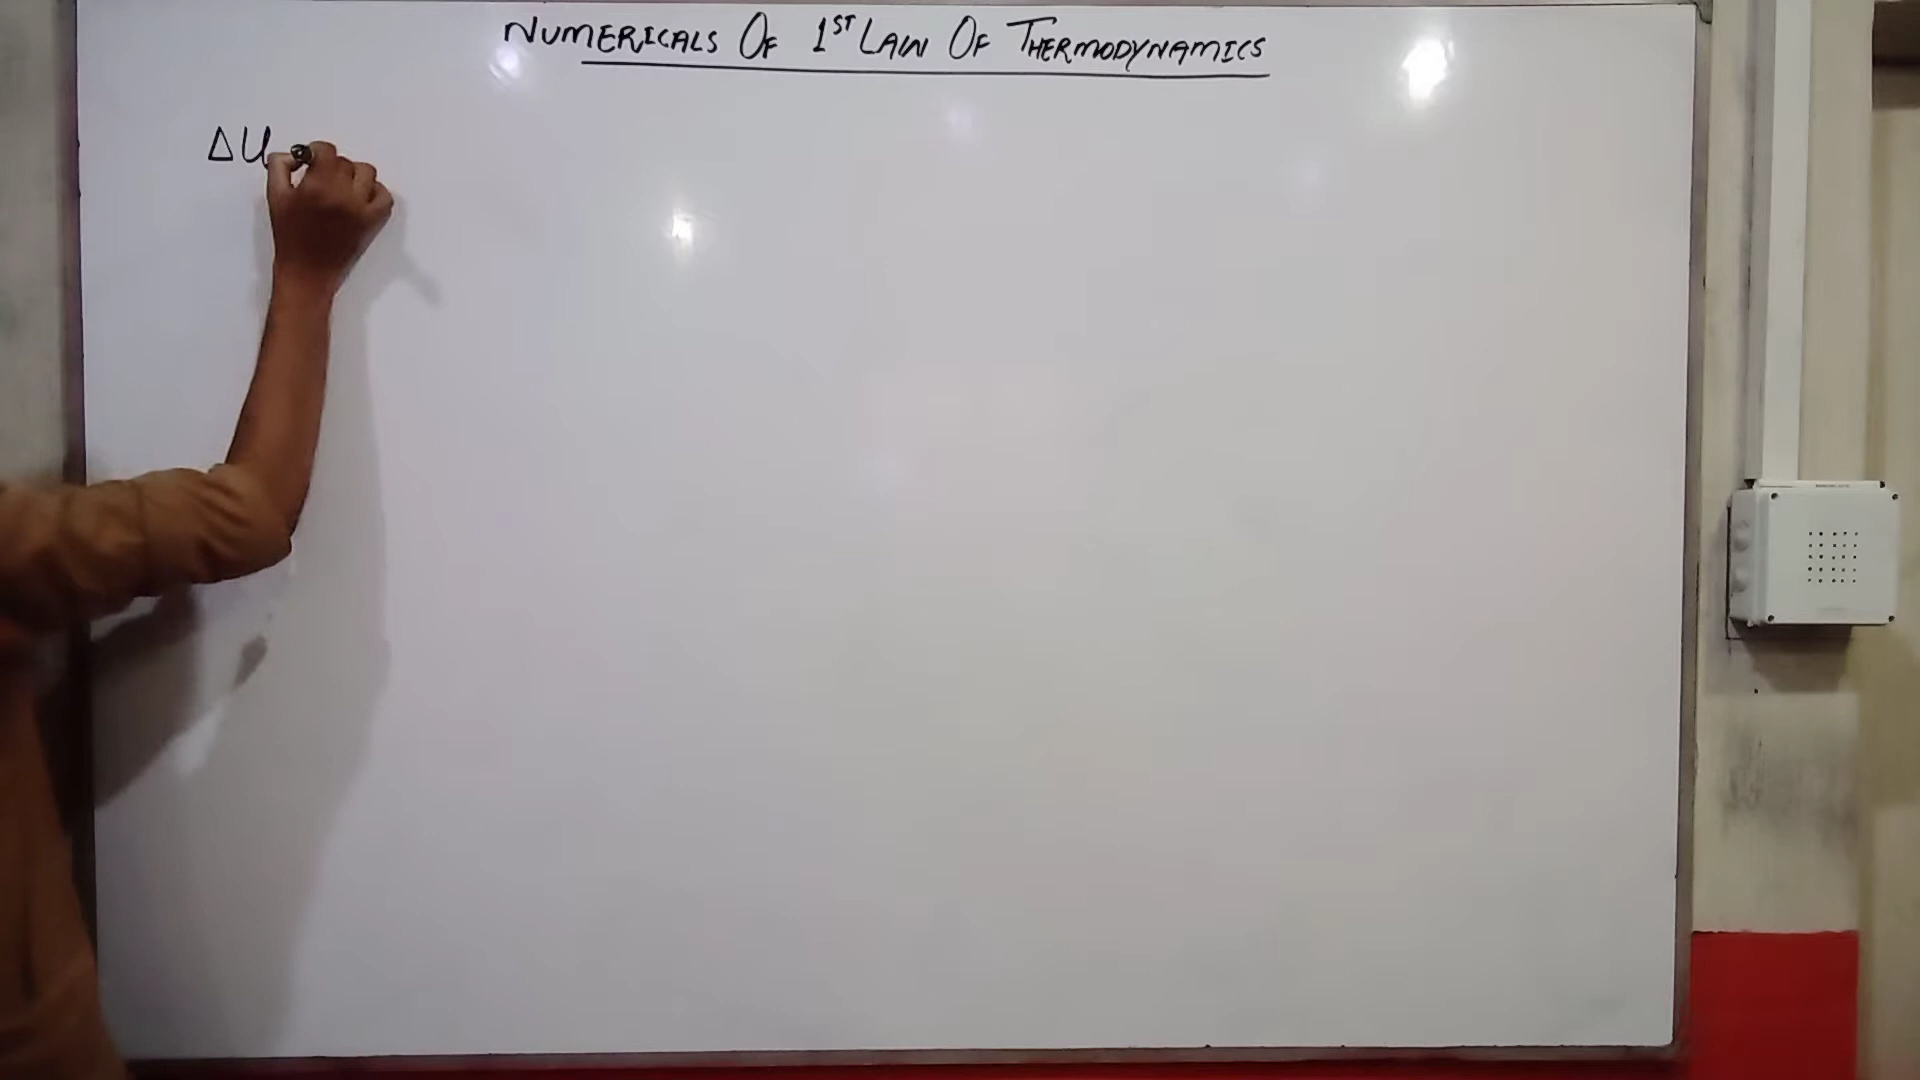 NUMERICALS OF 1ST LAW OF THERMODYNAMICS
ΔU